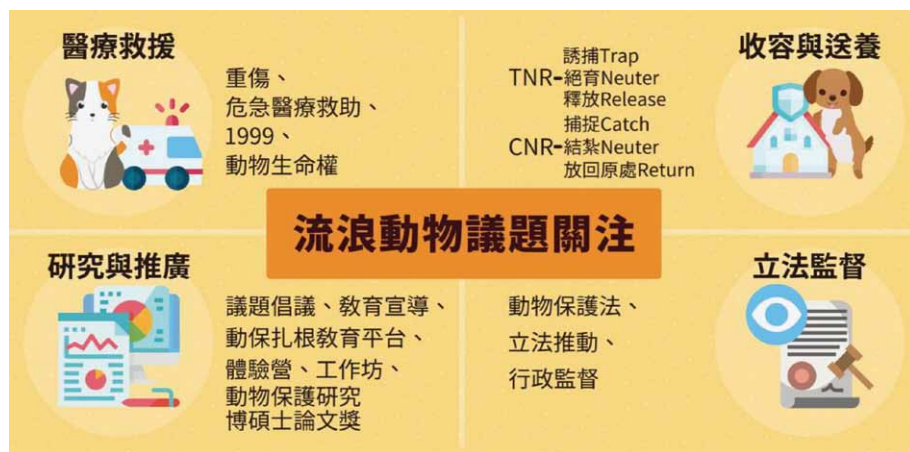 醫療救援
重傷、
危急醫療救助、
1999、
動物生命權
收容與送養
誘捕Trap
TNR-絕育Neuter
釋放Release
捕捉Catch
CNR-結紮Neuter
放回原處Return
流浪動物議題關注
研究與推廣
議題倡議、教育宣導、
動保扎根教育平台、
體驗營、工作坊、
動物保護研究
博碩士論文獎
立法監督
動物保護法、
立法推動、
行政監督